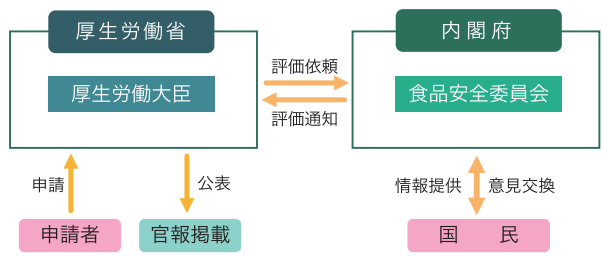 厚生労働省
内閣府
厚生労働大臣
評価依頼
食品安全委員会
評価通知
申請
公表
情報提供
意見交換
申請者
官報掲載
国　民